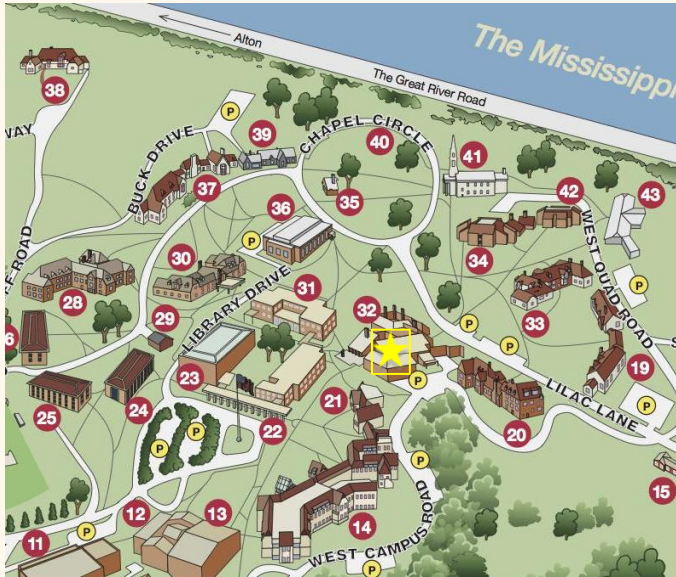 Alton
The Mississippi
The Great River Road
38
WAY
P
BUCK DRIVE
39
CHAPEL CIRCLE
40
41
37
35
42
43
36
P
34
WEST QUAD ROAD
30
ROAD
28
LIBRARY DRIVE
31
32
P
33
P
P
29
6
S
23
P
19
LILAC LANE
25
24
21
22
20
P
P
P
P
15
12
13
14
11
P
WEST CAMPUS ROAD
P